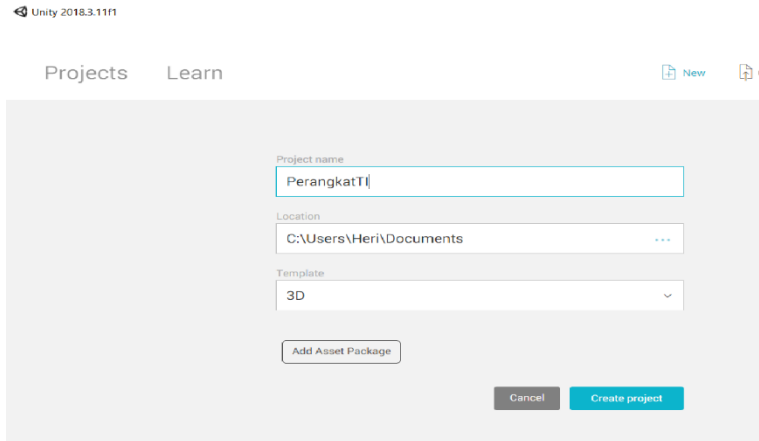 Unity 2018.3.11f1
Projects Learn New
Project name
PerangkatTI
Location
C:\Users\Heri\Documents
Template
3D
Add Asset Package
Cancel Create project